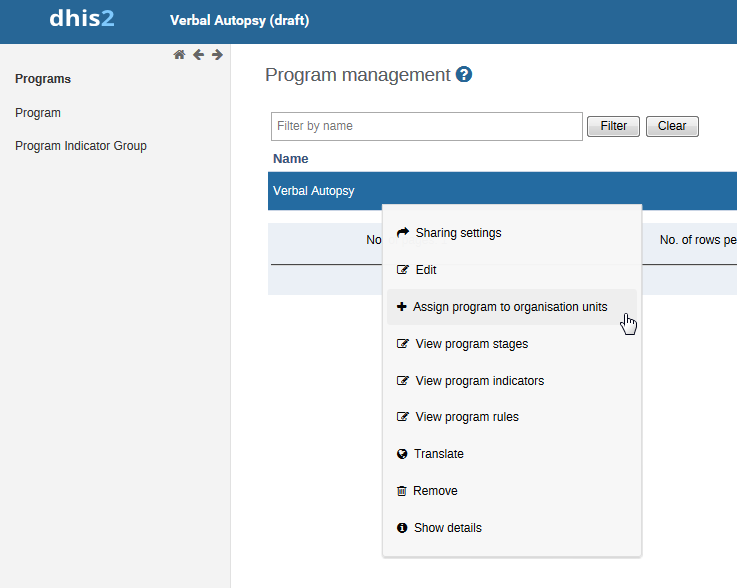 dhis2
Verbal Autopsy (draft)
Programs
Program
Program Indicator Group
Program management ?
Filter by name
Filter
Clear
Name
Verbal Autopsy
No
No. of rows pe
Sharing settings
Edit
Assign program to organisation units
View program stages
View program indicators
View program rules
Translate
Remove
Show details